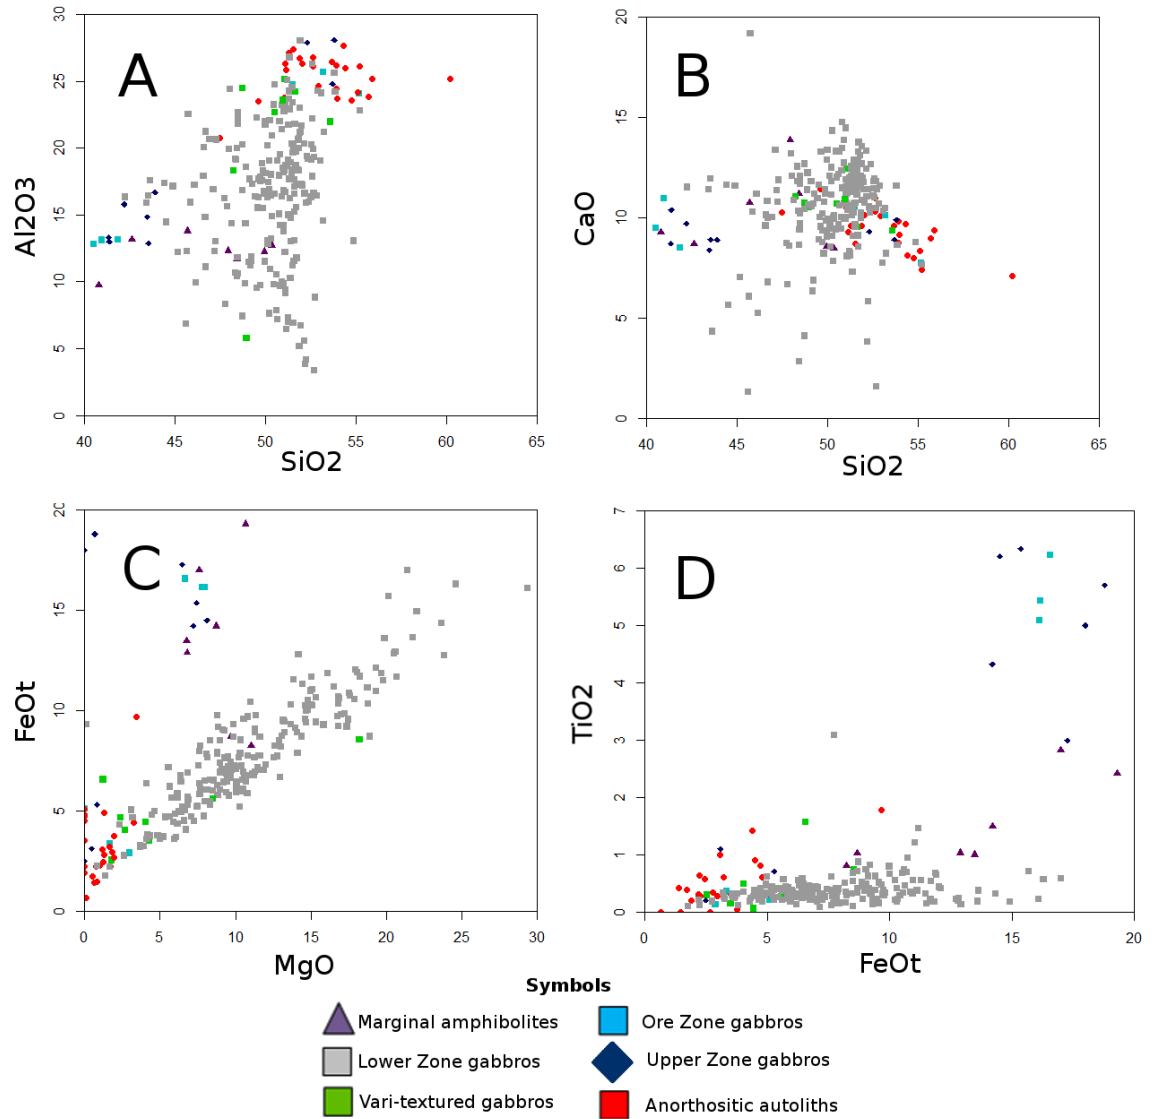 A
Al2O3
0 5 10 15 20 25 30
40 45 50 55 60 65
SiO2
B
CaO
0 5 10 15 20
40 45 50 55 60 65
SiO2
C
FeOt
0 5 10 15 20
0 5 10 15 20 25 30
MgO
D
TiO2
0 1 2 3 4 5 6 7
0 5 10 15 20
FeOt
Symbols
Marginal amphibolites
Ore Zone gabbros
Lower Zone gabbros
Upper Zone gabbros
Vari-textured gabbros
Anorthositic autoliths